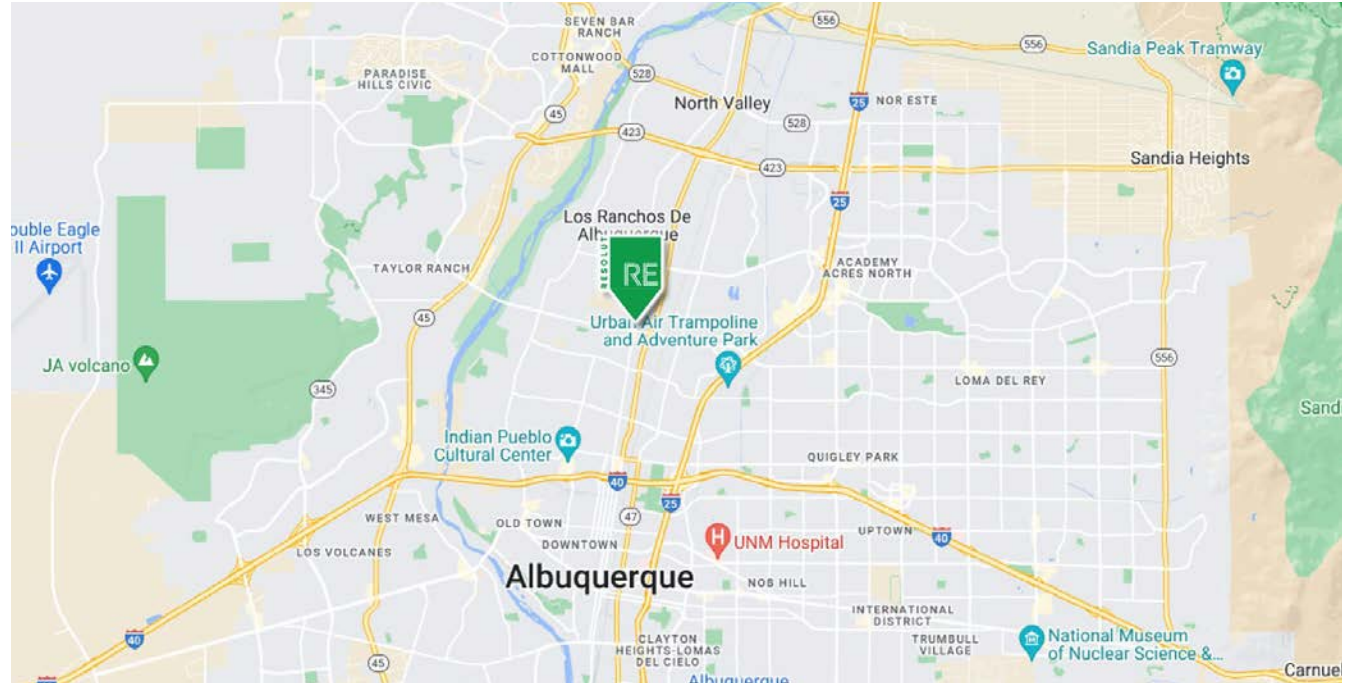 SEVEN BAR
RANCH
556
556
Sandia Peak Tramway
COTTONWOOD
MALL
PARADISE
HILLS CIVIC
528
45
North Valley
25
NOR ESTE
528
423
423
Sandia Heights
25
Los Ranchos De
Albuquerque
ouble Eagle
II Airport
RESOLUT
RE
TAYLOR RANCH
ACADEMY
ACRES NORTH
45
Urban Air Trampoline
and Adventure Park
JA volcano
556
345
LOMA DEL REY
Sand
Indian Pueblo
Cultural Center
QUIGLEY PARK
40
25
WEST MESA
OLD TOWN
47
UNM Hospital
UPTOWN
40
LOS VOLCANES
DOWNTOWN
Albuquerque
NOB HILL
INTERNATIONAL
DISTRICT
40
CLAYTON
HEIGHTS-LOMAS
DEL CIELO
TRUMBULL
VILLAGE
National Museum
of Nuclear Science &...
45
Carnuel
Albuquerque